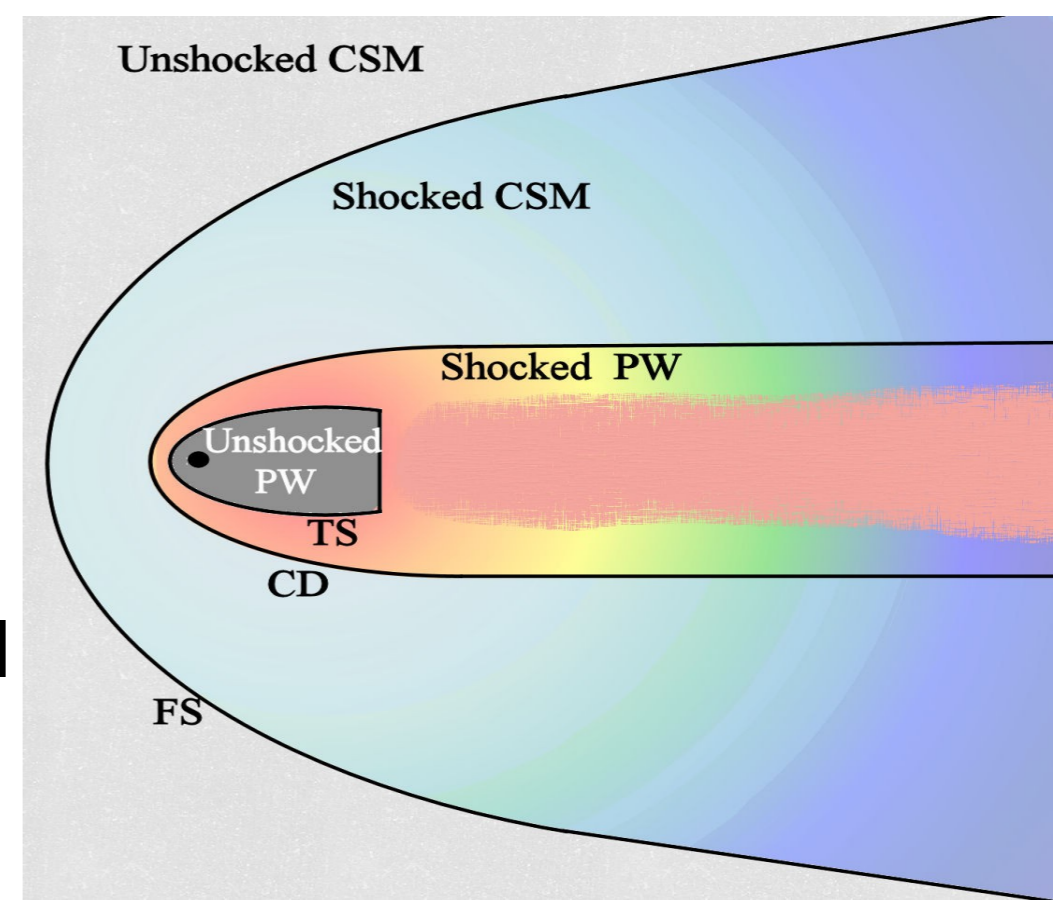 Unshocked CSM
Shocked CSM
Shocked PW
Unshocked
PW
TS
CD
FS